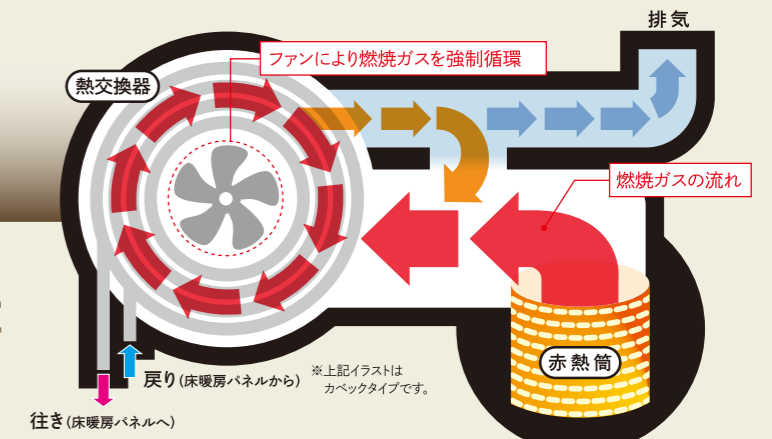 排気
ファンにより燃焼ガスを強制循環
熱交換器
燃焼ガスの流れ
赤熱筒
戻り(床暖房パネルから)
※上記イラストは
カベックタイプです。
往き(床暖房パネルへ)